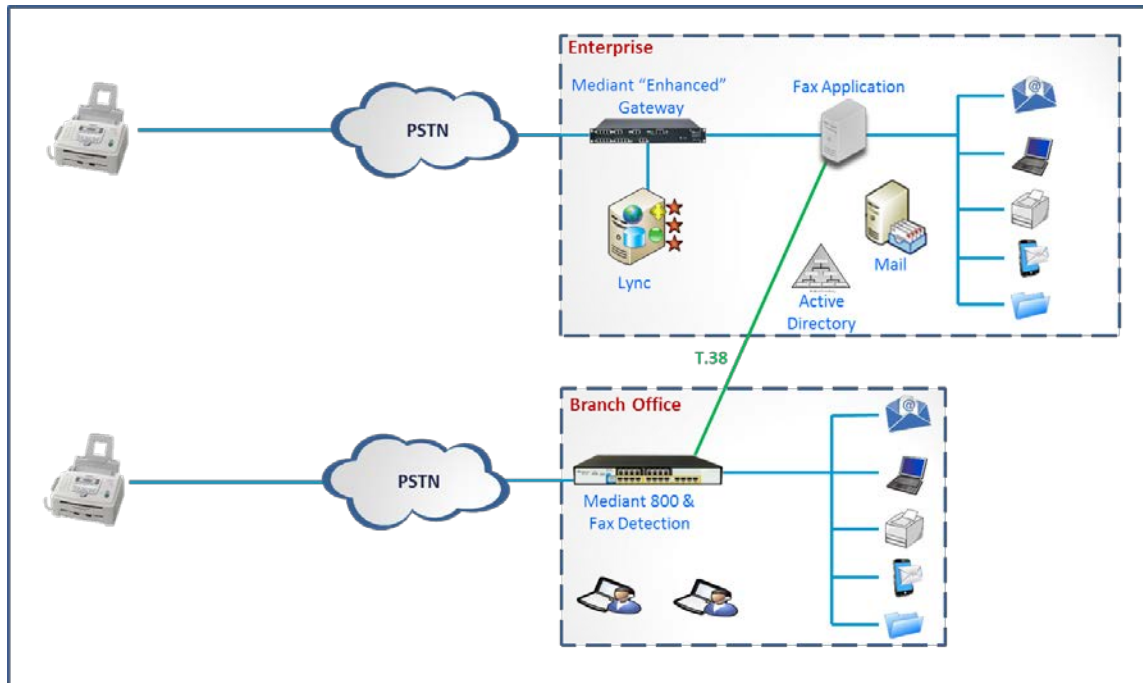 Enterprise
Mediant “Enhanced”
Gateway
Fax Application
PSTN
Lync
Mail
Active
Directory
T.38
Branch Office
PSTN
Mediant 800 &
Fax Detection